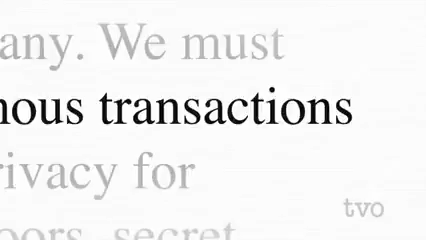 any. We must
nous transactions
rivacy for
oors, secret
tvo